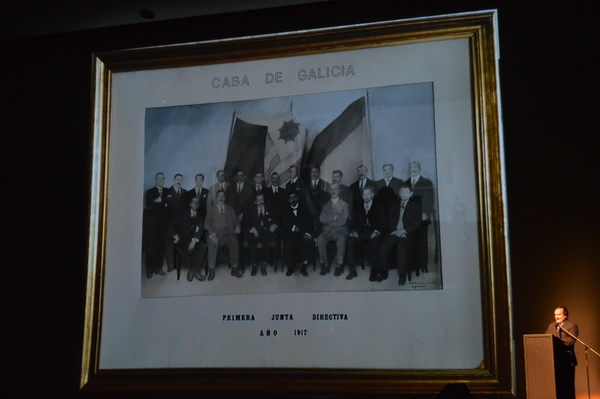 CASA DE GALICIA
PRIMERA JUNTA DIRECTIVA
AÑO 1917